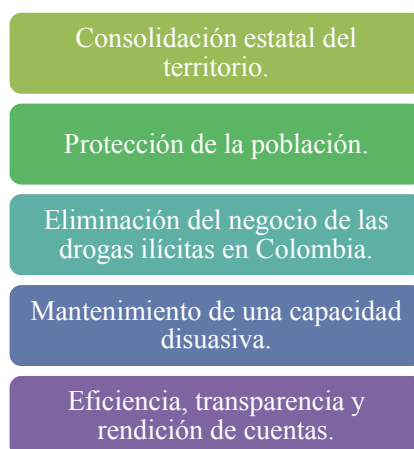 Consolidación estatal del
territorio.
Protección de la población.
Eliminación del negocio de las
drogas ilícitas en Colombia.
Mantenimiento de una capacidad
disuasiva.
Eficiencia, transparencia y
rendición de cuentas.